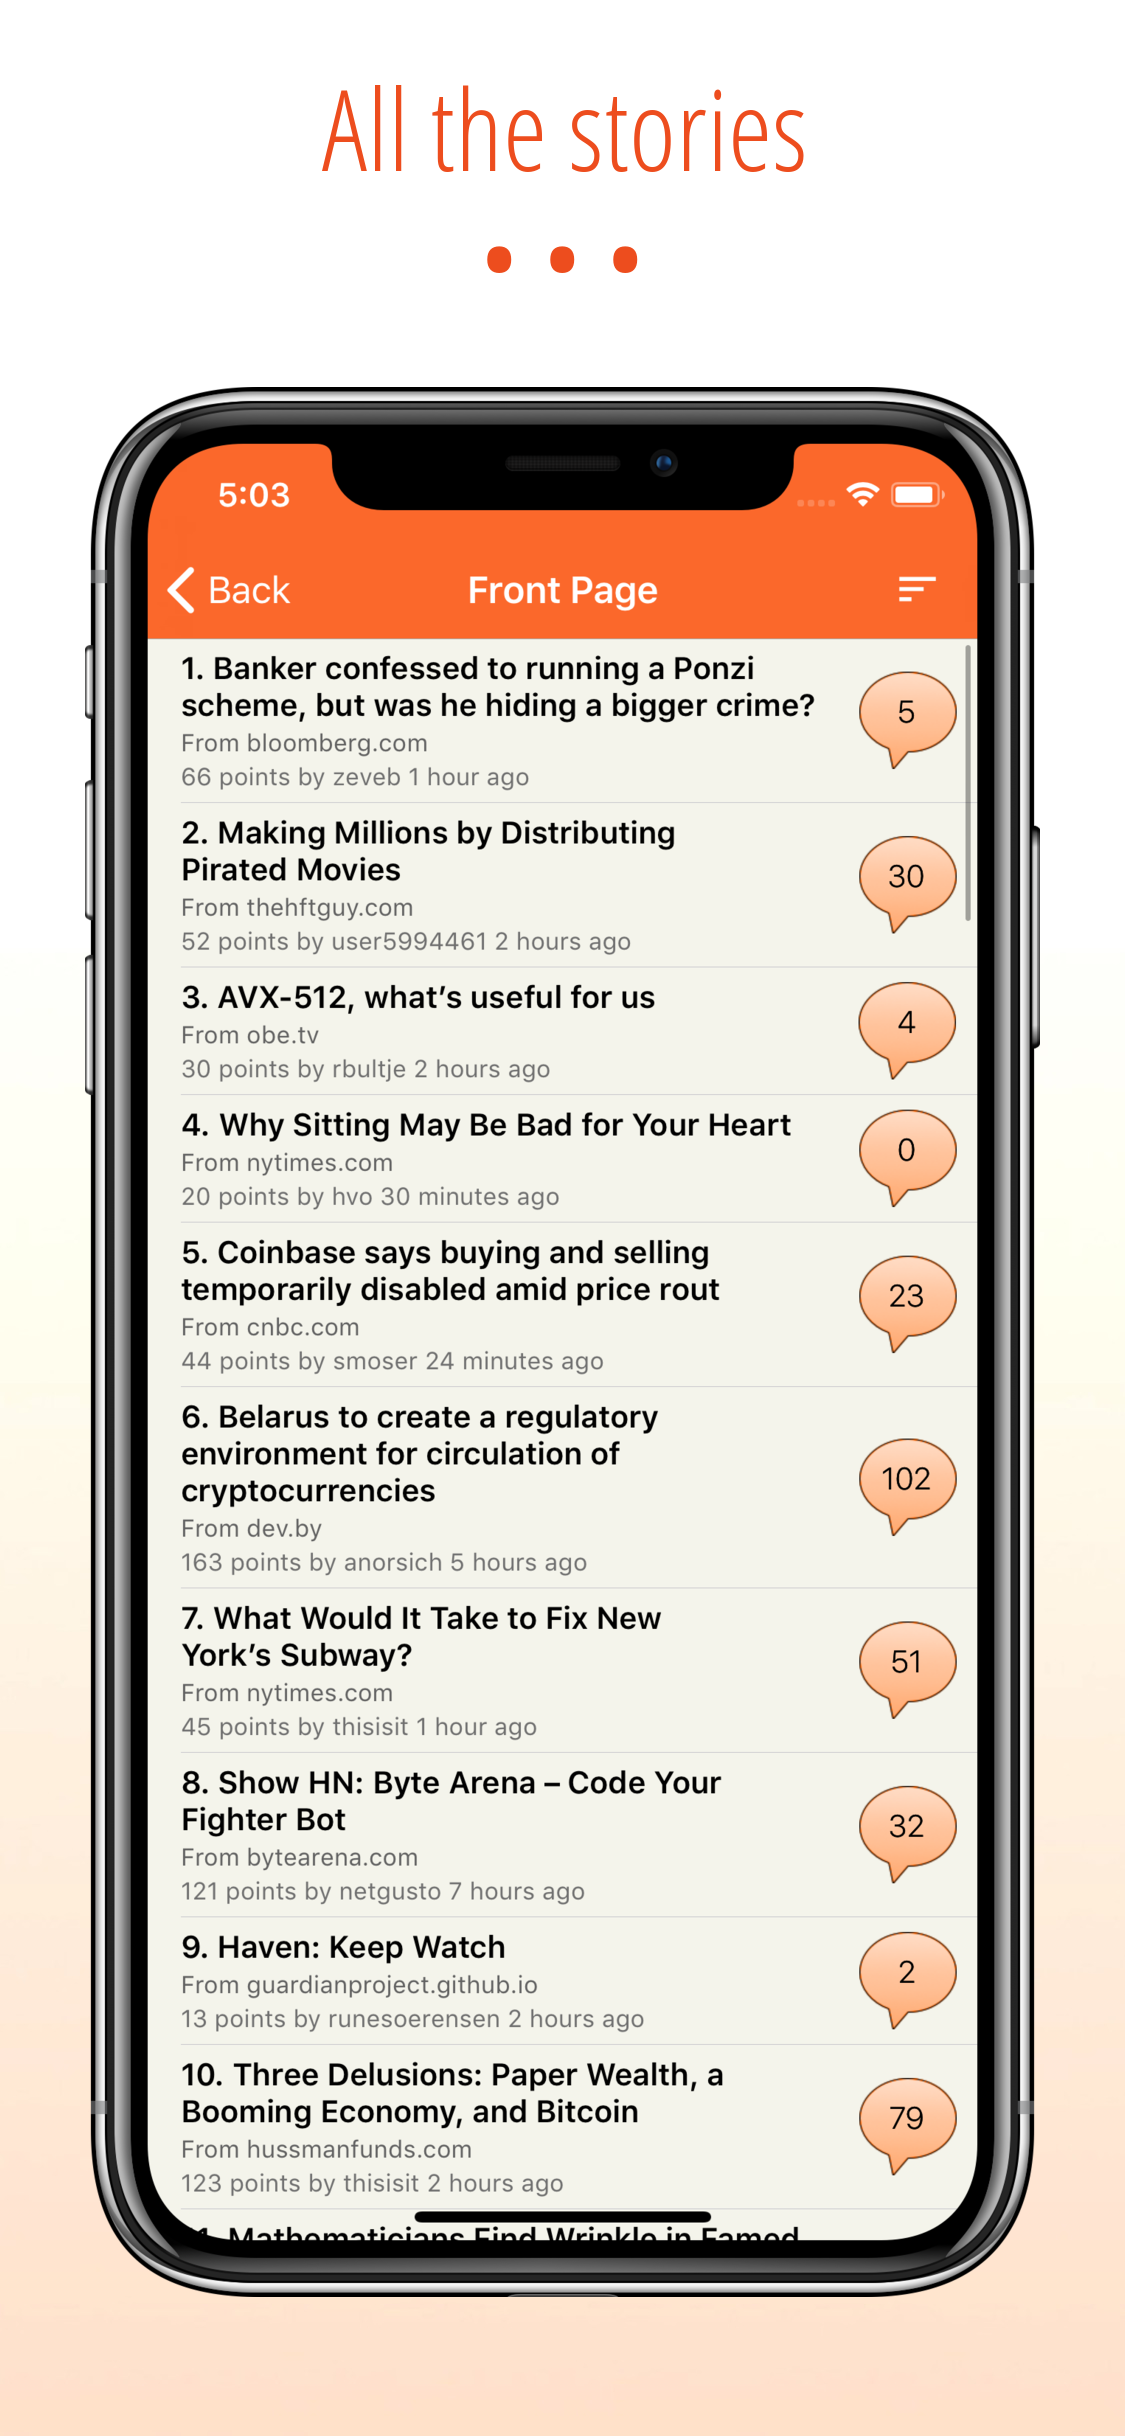 All the stories
5:03
Back
Front Page
1. Banker confessed to running a Ponzi
scheme, but was he hiding a bigger crime?
From bloomberg.com
66 points by zeveb 1 hour ago
5
2. Making Millions by Distributing
Pirated Movies
From thehftguy.com
52 points by user5994461 2 hours ago
30
3. AVX-512, what’s useful for us
From obe.tv
30 points by rbultje 2 hours ago
4
4. Why Sitting May Be Bad for Your Heart
From nytimes.com
20 points by hvo 30 minutes ago
0
5. Coinbase says buying and selling
temporarily disabled amid price rout
From cnbc.com
44 points by smoser 24 minutes ago
23
6. Belarus to create a regulatory
environment for circulation of
cryptocurrencies
From dev.by
163 points by anorsich 5 hours ago
102
7. What Would It Take to Fix New
York’s Subway?
From nytimes.com
45 points by thisisit 1 hour ago
51
8. Show HN: Byte Arena – Code Your
Fighter Bot
From bytearena.com
121 points by netgusto 7 hours ago
32
9. Haven: Keep Watch
From guardianproject.github.io
13 points by runesoerensen 2 hours ago
2
10. Three Delusions: Paper Wealth, a
Booming Economy, and Bitcoin
From hussmanfunds.com
123 points by thisisit 2 hours ago
79
Mathematicians Find Wrinkle in Famed